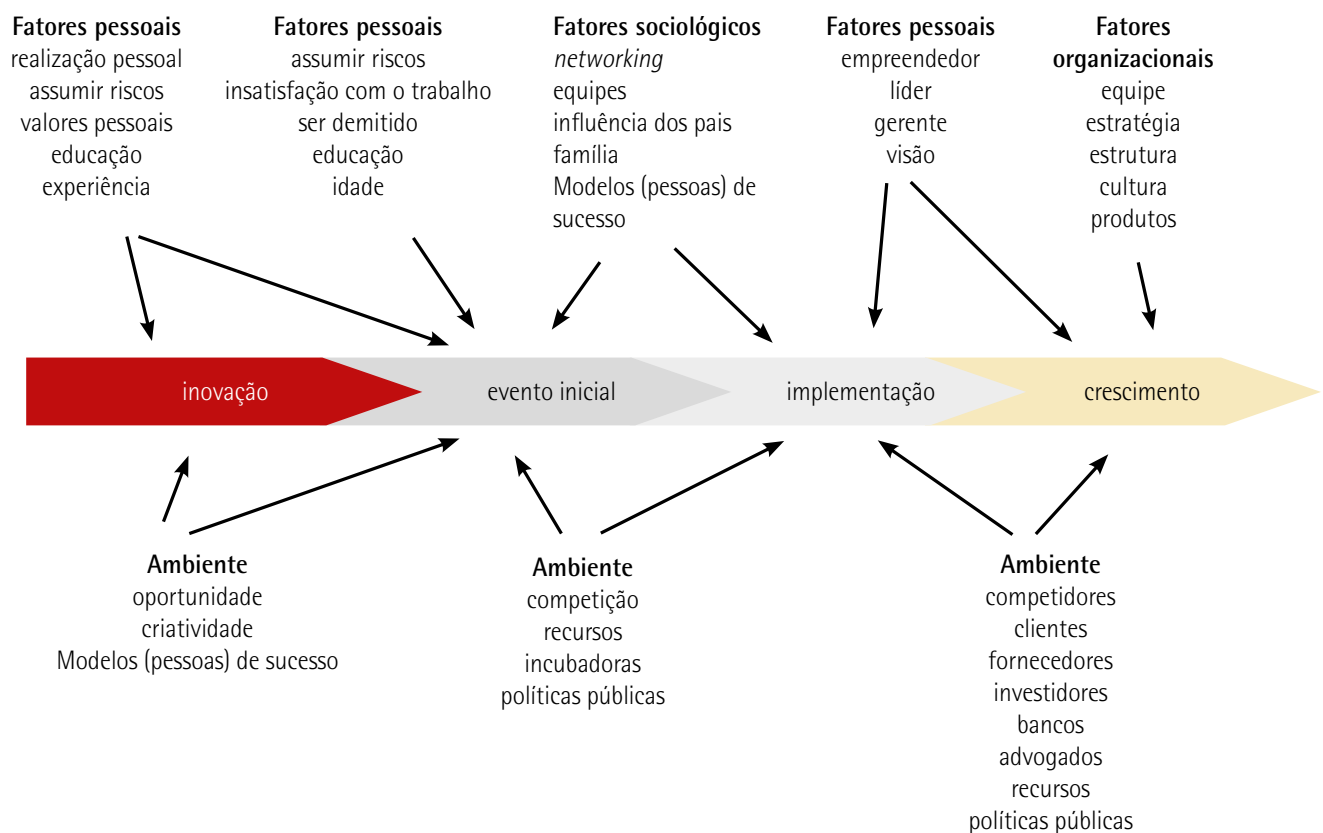 Fatores pessoais
realização pessoal
assumir riscos
valores pessoais
educação
experiência
Fatores pessoais
assumir riscos
insatisfação com o trabalho
ser demitido
educação
idade
Fatores sociológicos
networking
equipes
influência dos pais
família
Modelos (pessoas) de
sucesso
Fatores pessoais
empreendedor
líder
gerente
visão
Fatores
organizacionais
equipe
estratégia
estrutura
cultura
produtos
inovação
evento inicial
implementação
crescimento
Ambiente
oportunidade
criatividade
Modelos (pessoas) de sucesso
Ambiente
competição
recursos
incubadoras
políticas públicas
Ambiente
competidores
clientes
fornecedores
investidores
bancos
advogados
recursos
políticas públicas